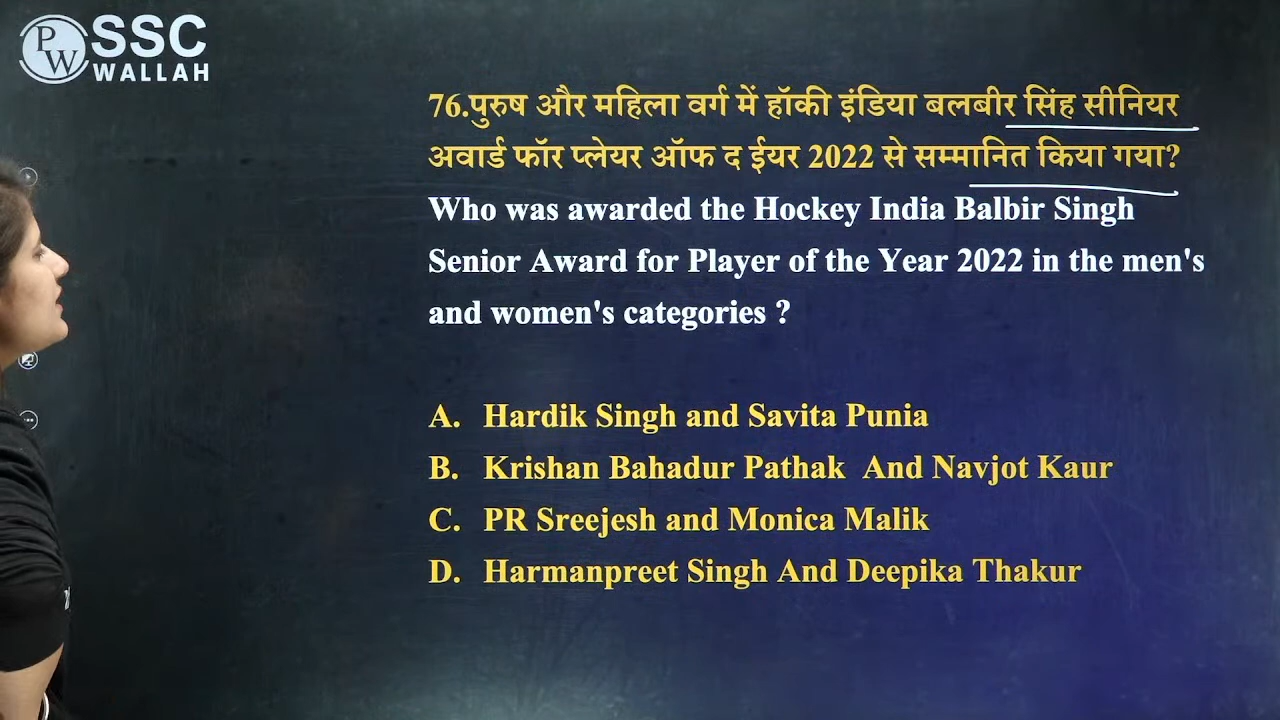 PW
SSC
WALLAH
76.पुरुष और महिला वर्ग में हॉकी इंडिया बलबीर सिंह सीनियर
अवार्ड फॉर प्लेयर ऑफ द ईयर 2022 से सम्मानित किया गया?
Who was awarded the Hockey India Balbir Singh
Senior Award for Player of the Year 2022 in the men's
and women's categories ?
A. Hardik Singh and Savita Punia
B. Krishan Bahadur Pathak And Navjot Kaur
C. PR Sreejesh and Monica Malik
D. Harmanpreet Singh And Deepika Thakur